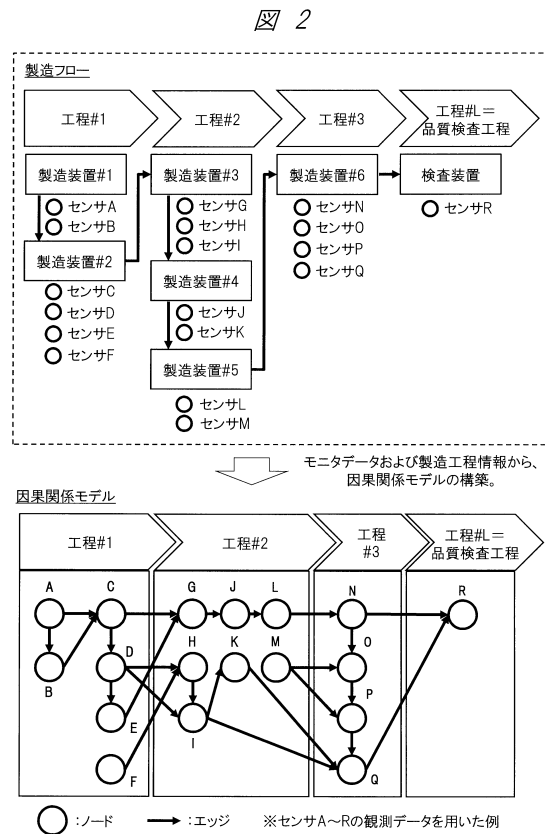 図 2
製造フロー
工程#1
工程#2
工程#3
工程#L=
品質検査工程
製造装置#1
製造装置#3
製造装置#6
検査装置
センサA
センサB
センサG
センサH
センサI
センサN
センサO
センサP
センサQ
センサR
製造装置#2
製造装置#4
センサC
センサD
センサE
センサF
センサJ
センサK
製造装置#5
センサL
センサM
モニタデータおよび製造工程情報から、
因果関係モデルの構築。
因果関係モデル
工程#1
工程#2
工程
#3
工程#L=
品質検査工程
A
C
G
J
L
N
R
B
D
H
K
M
O
E
I
P
F
Q
:ノード
:エッジ
※センサA～Rの観測データを用いた例